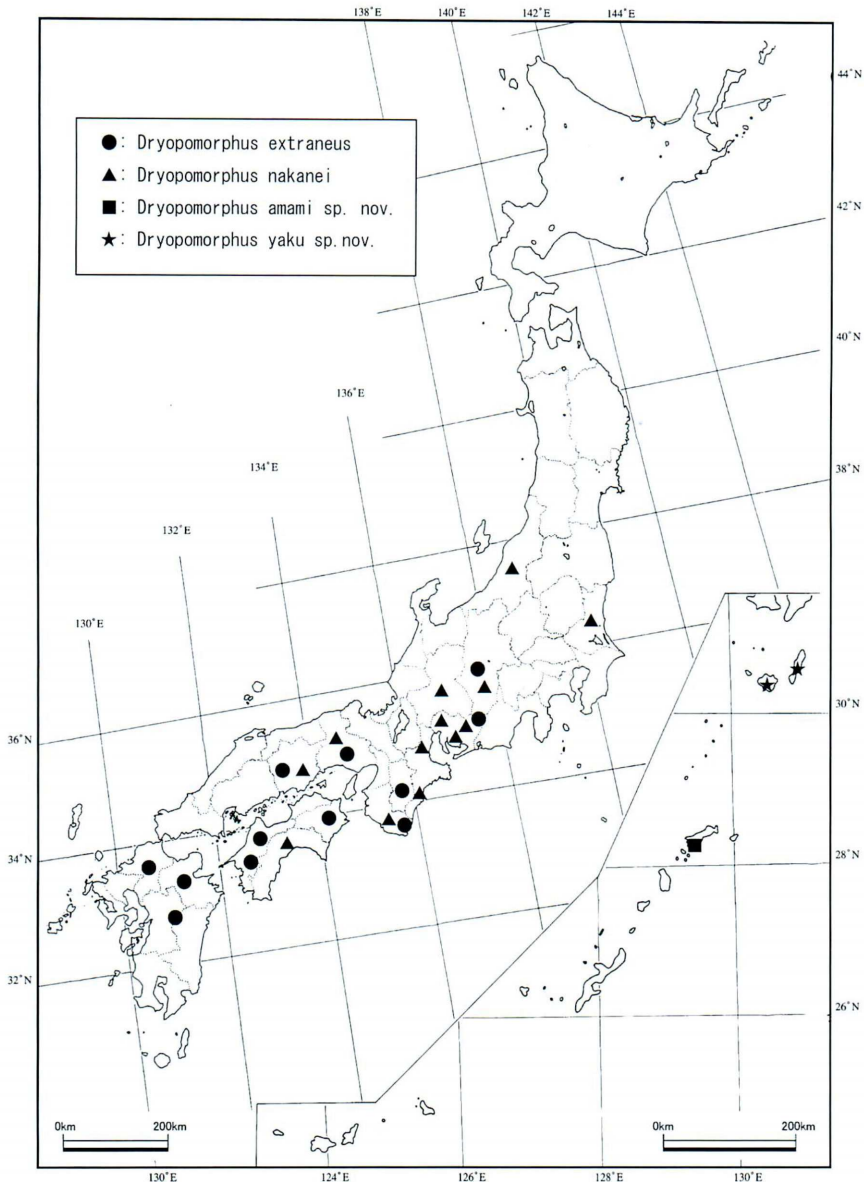 138°E 140°E 142°E 144°E
44°N
●: Dryopomorphus extraneus
▲: Dryopomorphus nakanei
■: Dryopomorphus amami sp. nov.
★: Dryopomorphus yaku sp.nov.
42°N
40°N
136°E
134°E
38°N
132°E
130°E
36°N
30°N
34°N
28°N
32°N
26°N
0km 200km
0km 200km
130°E 124°E 126°E 128°E 130°E